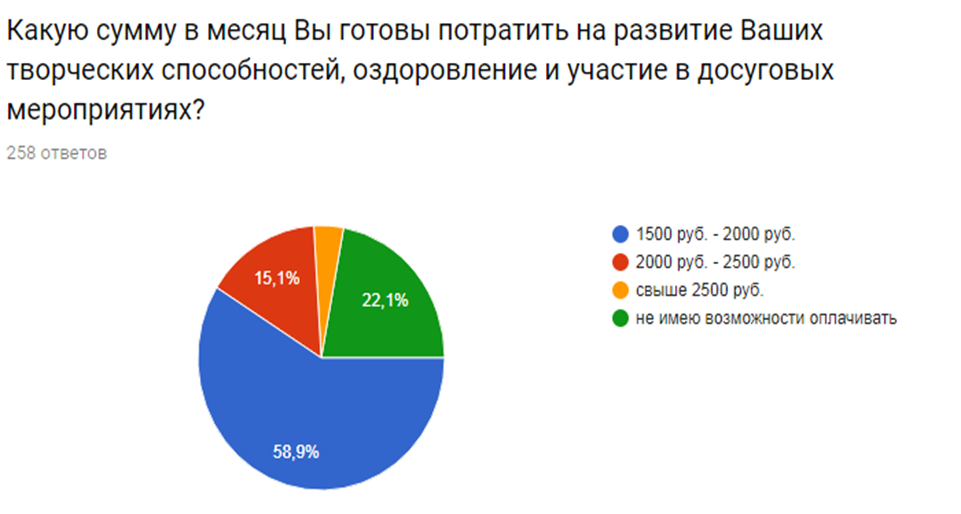 Какую сумму в месяц Вы готовы потратить на развитие Ваших
творческих способностей, оздоровление и участие в досуговых
мероприятиях?
258 ответов
1500 руб. - 2000 руб.
2000 руб. - 2500 руб.
свыше 2500 руб.
не имею возможности оплачивать
15,1%
22,1%
58,9%